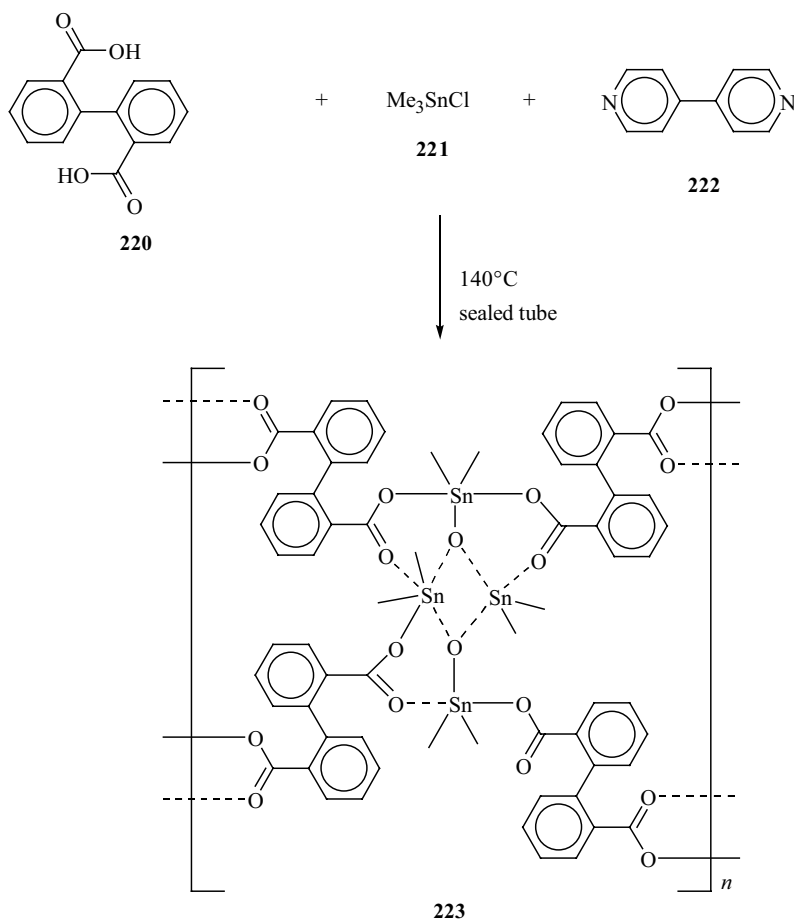 O
OH
HO
O
220
+
Me₃SnCl
221
+
N
N
222
140°C
sealed tube
O
O
O
O
O
Sn
O
O
O
O
Sn
Sn
O
O
O
Sn
O
O
O
O
O
O
O
n
223